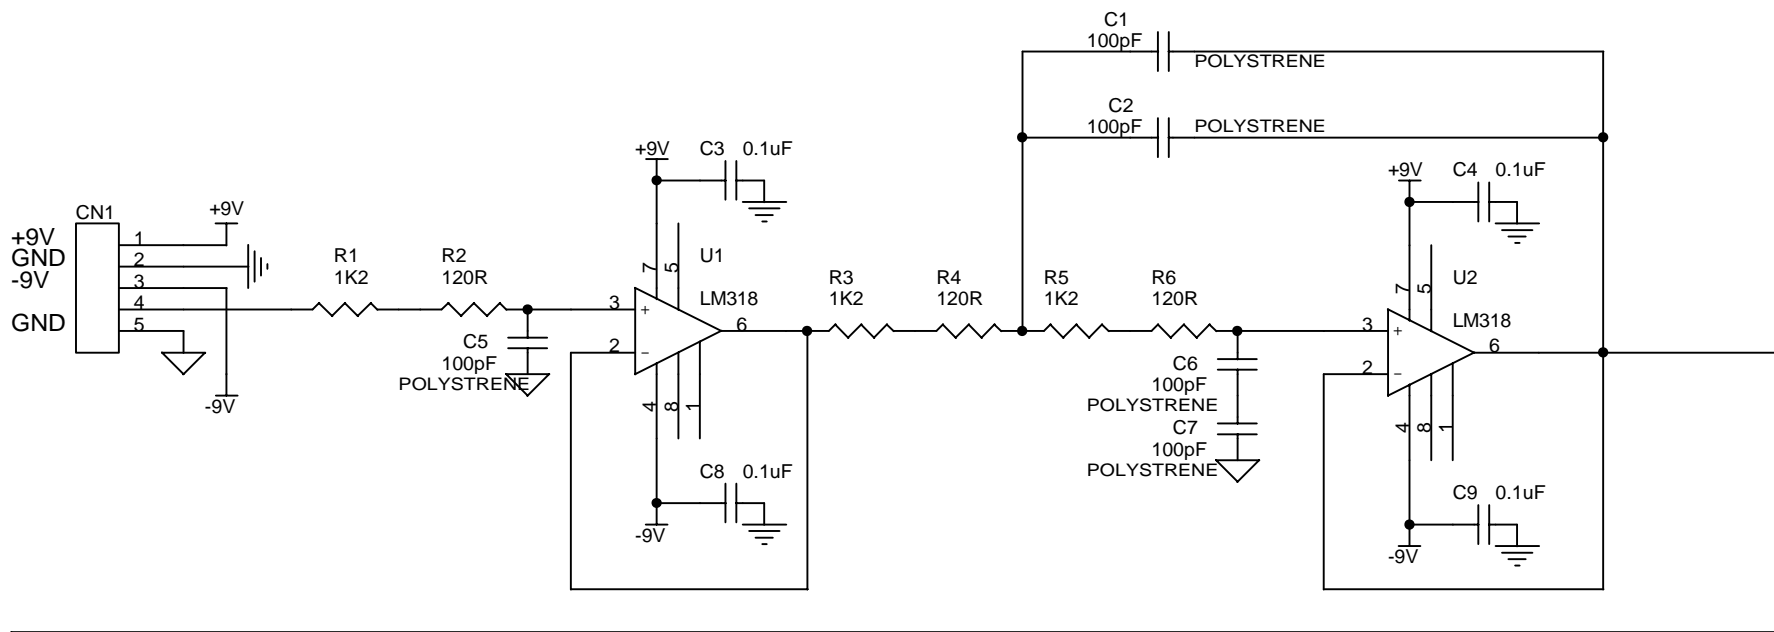 C1
100pF
POLYSTRENE
C2
100pF
POLYSTRENE
+9V
C3 0.1uF
+9V
C4 0.1uF
CN1
+9V
+9V
GND
-9V
GND
1
2
3
4
5
-9V
R1
1K2
R2
120R
C5
100pF
POLYSTRENE
7
5
U1
LM318
3
+
2
-
6
4
8
1
C8 0.1uF
-9V
R3
1K2
R4
120R
R5
1K2
R6
120R
C6
100pF
POLYSTRENE
C7
100pF
POLYSTRENE
7
5
U2
LM318
3
+
2
-
6
4
8
1
C9 0.1uF
-9V